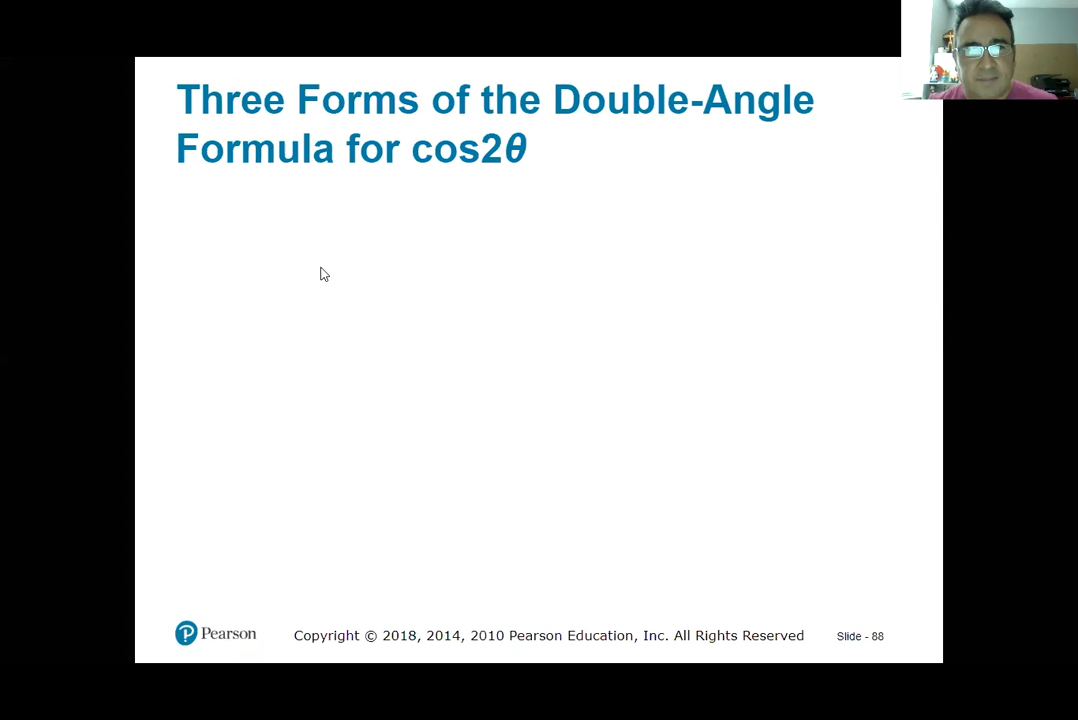 Three Forms of the Double-Angle
Formula for cos2θ
Pearson
Copyright © 2018, 2014, 2010 Pearson Education, Inc. All Rights Reserved
Slide - 88